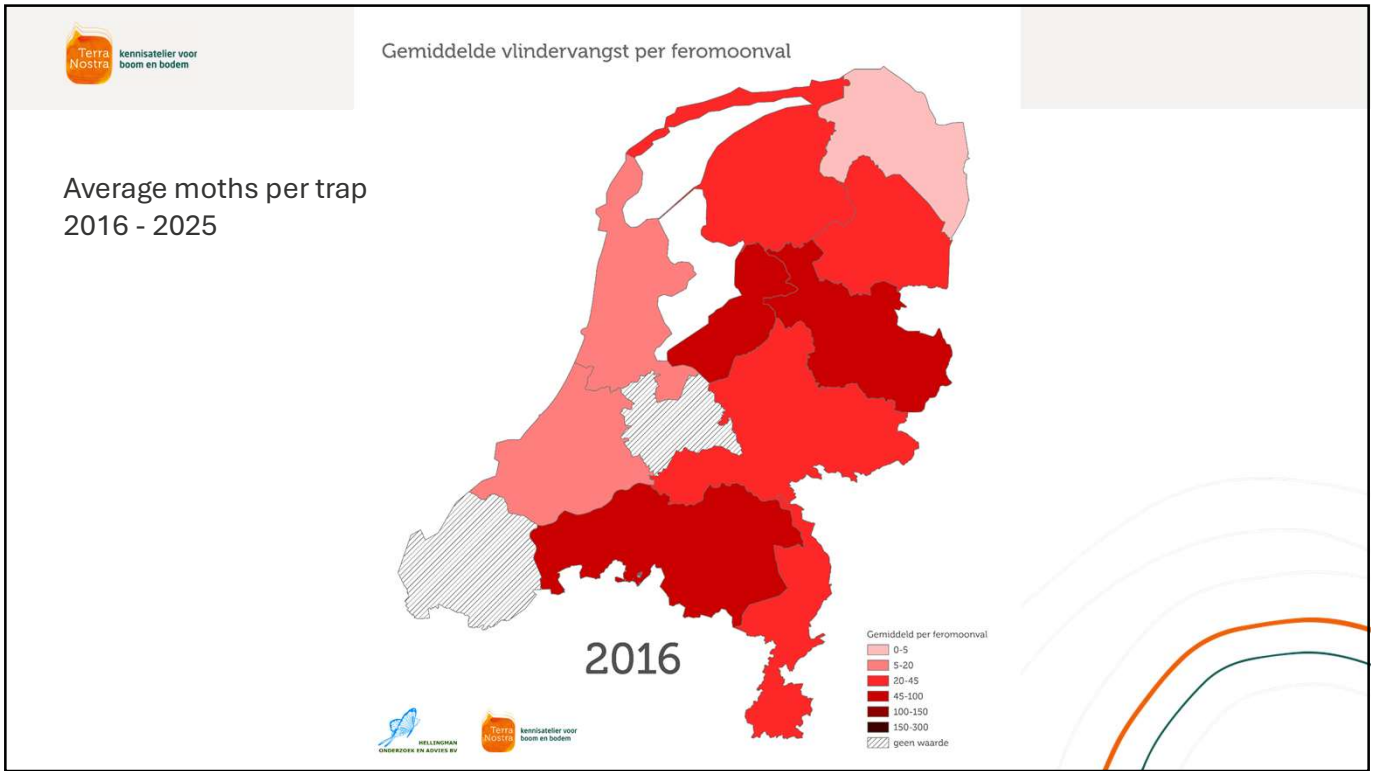 Terra
Nostra
kennisatelier voor
boom en bodem
Gemiddelde vlindervangst per feromoonval
Average moths per trap
2016 - 2025
2016
Gemiddeld per feromoonval
0-5
5-20
20-45
45-100
100-150
150-300
geen waarde
HELLINGMAN
ONDERZOEK EN ADVIES BV
Terra
Nostra
kennisatelier voor
boom en bodem